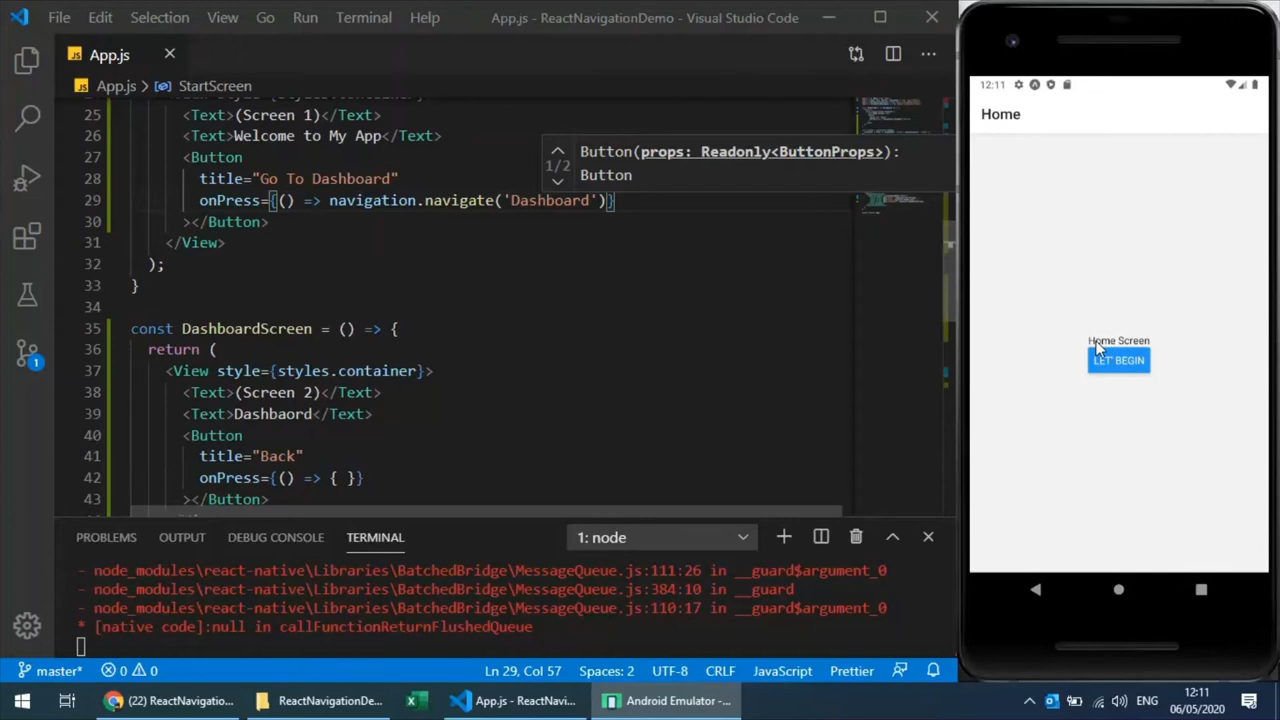 File Edit Selection View Go Run Terminal Help App.js - ReactNavigationDemo - Visual Studio Code
JS App.js
JS App.js > StartScreen
25 <Text>(Screen 1)</Text>
26 <Text>Welcome to My App</Text>
27 <Button
28 title="Go To Dashboard"
29 onPress={() => navigation.navigate('Dashboard')}
30 ></Button>
31 </View>
32 );
33 }
34
35 const DashboardScreen = () => {
36 return (
37 <View style={styles.container}>
38 <Text>(Screen 2)</Text>
39 <Text>Dashbaord</Text>
40 <Button
41 title="Back"
42 onPress={() => { }}
43 ></Button>
1/2 Button(props: Readonly<ButtonProps>):
Button
PROBLEMS OUTPUT DEBUG CONSOLE TERMINAL 1: node
- node_modules\react-native\Libraries\BatchedBridge\MessageQueue.js:111:26 in __guard$argument_0
- node_modules\react-native\Libraries\BatchedBridge\MessageQueue.js:384:10 in __guard
- node_modules\react-native\Libraries\BatchedBridge\MessageQueue.js:110:17 in __guard$argument_0
* [native code]:null in callFunctionReturnFlushedQueue
1
master* 0 0 Ln 29, Col 57 Spaces: 2 UTF-8 CRLF JavaScript Prettier
12:11
Home
Home Screen
LET' BEGIN
(22) ReactNavigatio... ReactNavigationDe... App.js - ReactNavi... Android Emulator -... ENG
12:11
06/05/2020